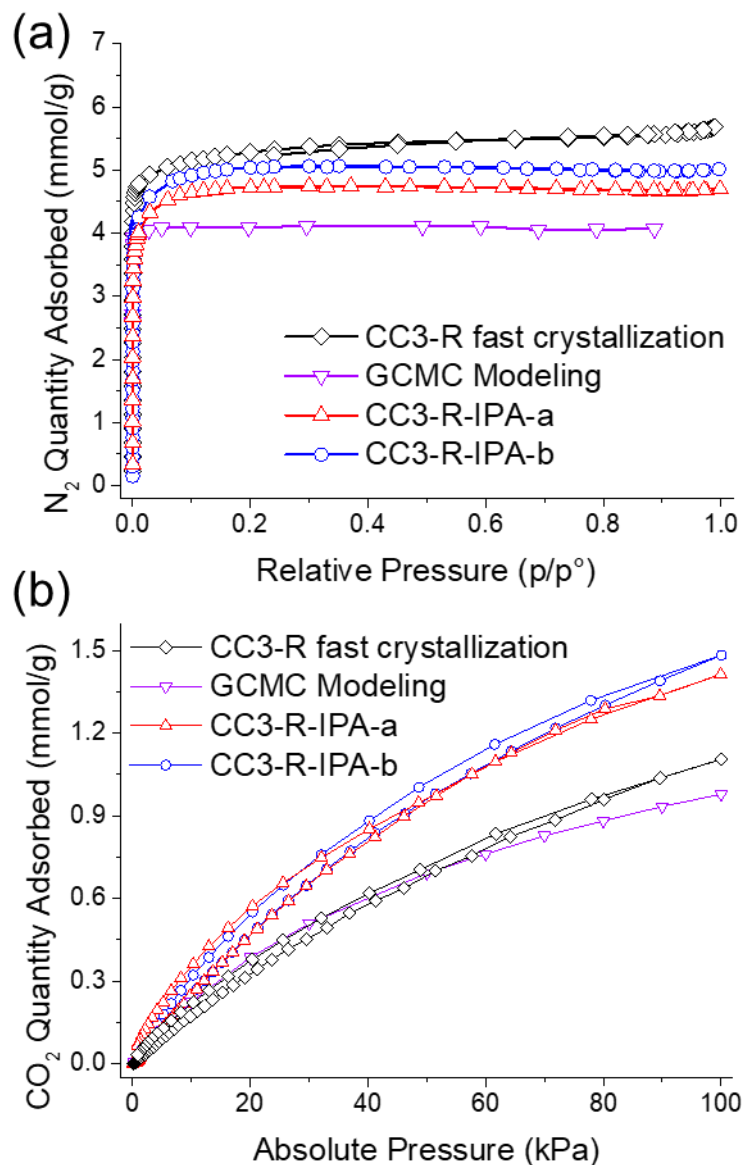 (a)
7
6
5
4
3
2
1
0
N₂ Quantity Adsorbed (mmol/g)
CC3-R fast crystallization
GCMC Modeling
CC3-R-IPA-a
CC3-R-IPA-b
0.0 0.2 0.4 0.6 0.8 1.0
Relative Pressure (p/p°)
(b)
1.5
1.2
0.9
0.6
0.3
0.0
CO₂ Quantity Adsorbed (mmol/g)
CC3-R fast crystallization
GCMC Modeling
CC3-R-IPA-a
CC3-R-IPA-b
0 20 40 60 80 100
Absolute Pressure (kPa)